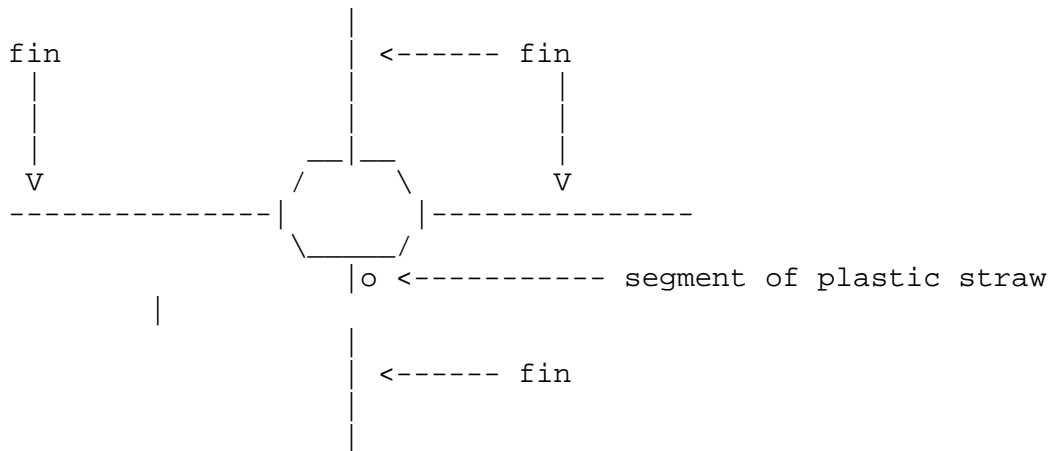 fin <------ fin
V V
o <----------- segment of plastic straw
<------ fin